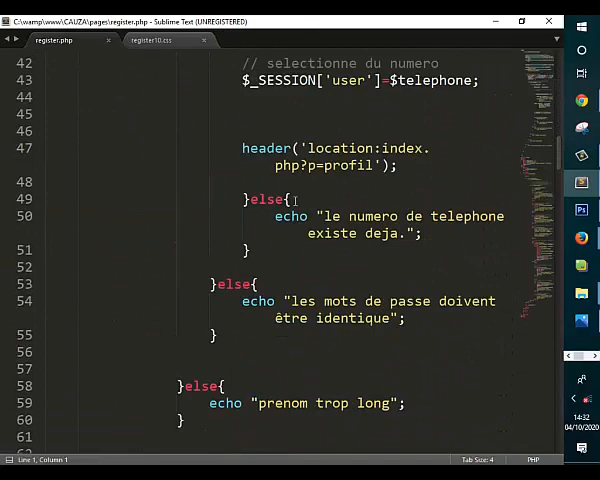 C:\wamp\www\CAUZA\pages\register.php - Sublime Text (UNREGISTERED)
register.php
register10.css
42 // selectionne du numero
43 $_SESSION['user']=$telephone;
44
46
47 header('location:index.
php?p=profil');
48
49 }else{
50 echo "le numero de telephone
existe deja.";
51 }
52
53 }else{
54 echo "les mots de passe doivent
être identique";
55 }
56
57
58 }else{
59 echo "prenom trop long";
60 }
61
Line 1, Column 1
Tab Size: 4
PHP
14:32
04/10/2020